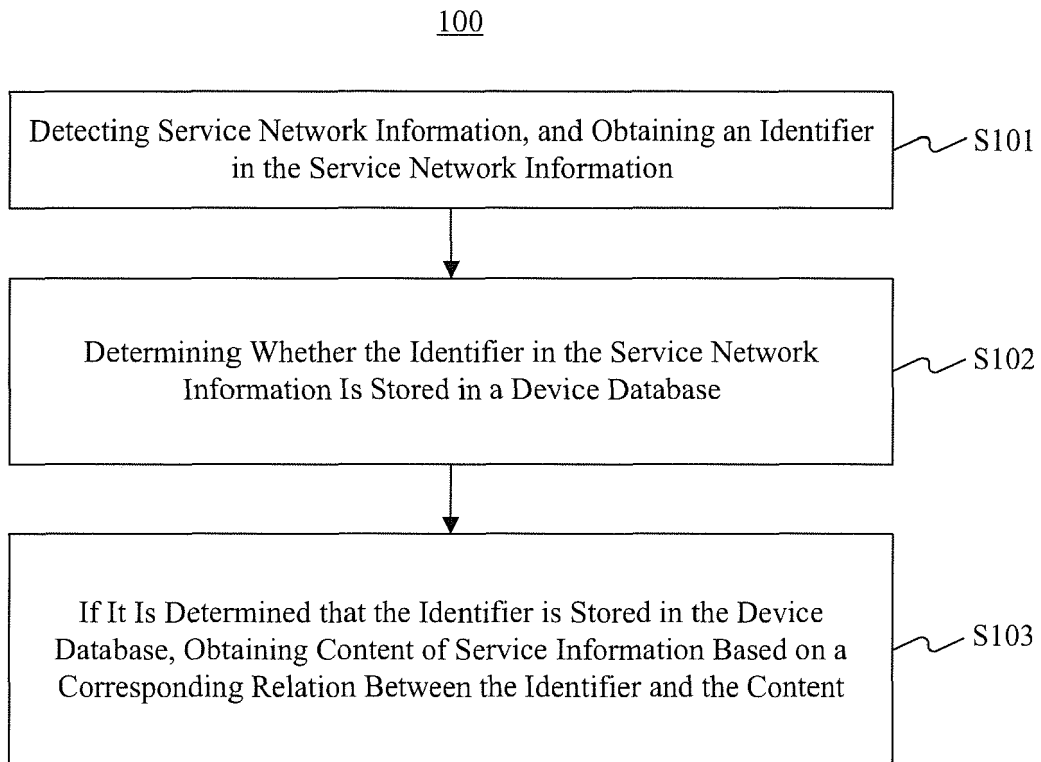 100
Detecting Service Network Information, and Obtaining an Identifier
in the Service Network Information
S101
Determining Whether the Identifier in the Service Network
Information Is Stored in a Device Database
S102
If It Is Determined that the Identifier is Stored in the Device
Database, Obtaining Content of Service Information Based on a
Corresponding Relation Between the Identifier and the Content
S103